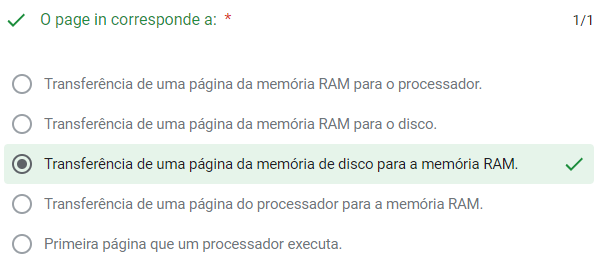 O page in corresponde a: * 1/1
Transferência de uma página da memória RAM para o processador.
Transferência de uma página da memória RAM para o disco.
Transferência de uma página da memória de disco para a memória RAM.
Transferência de uma página do processador para a memória RAM.
Primeira página que um processador executa.